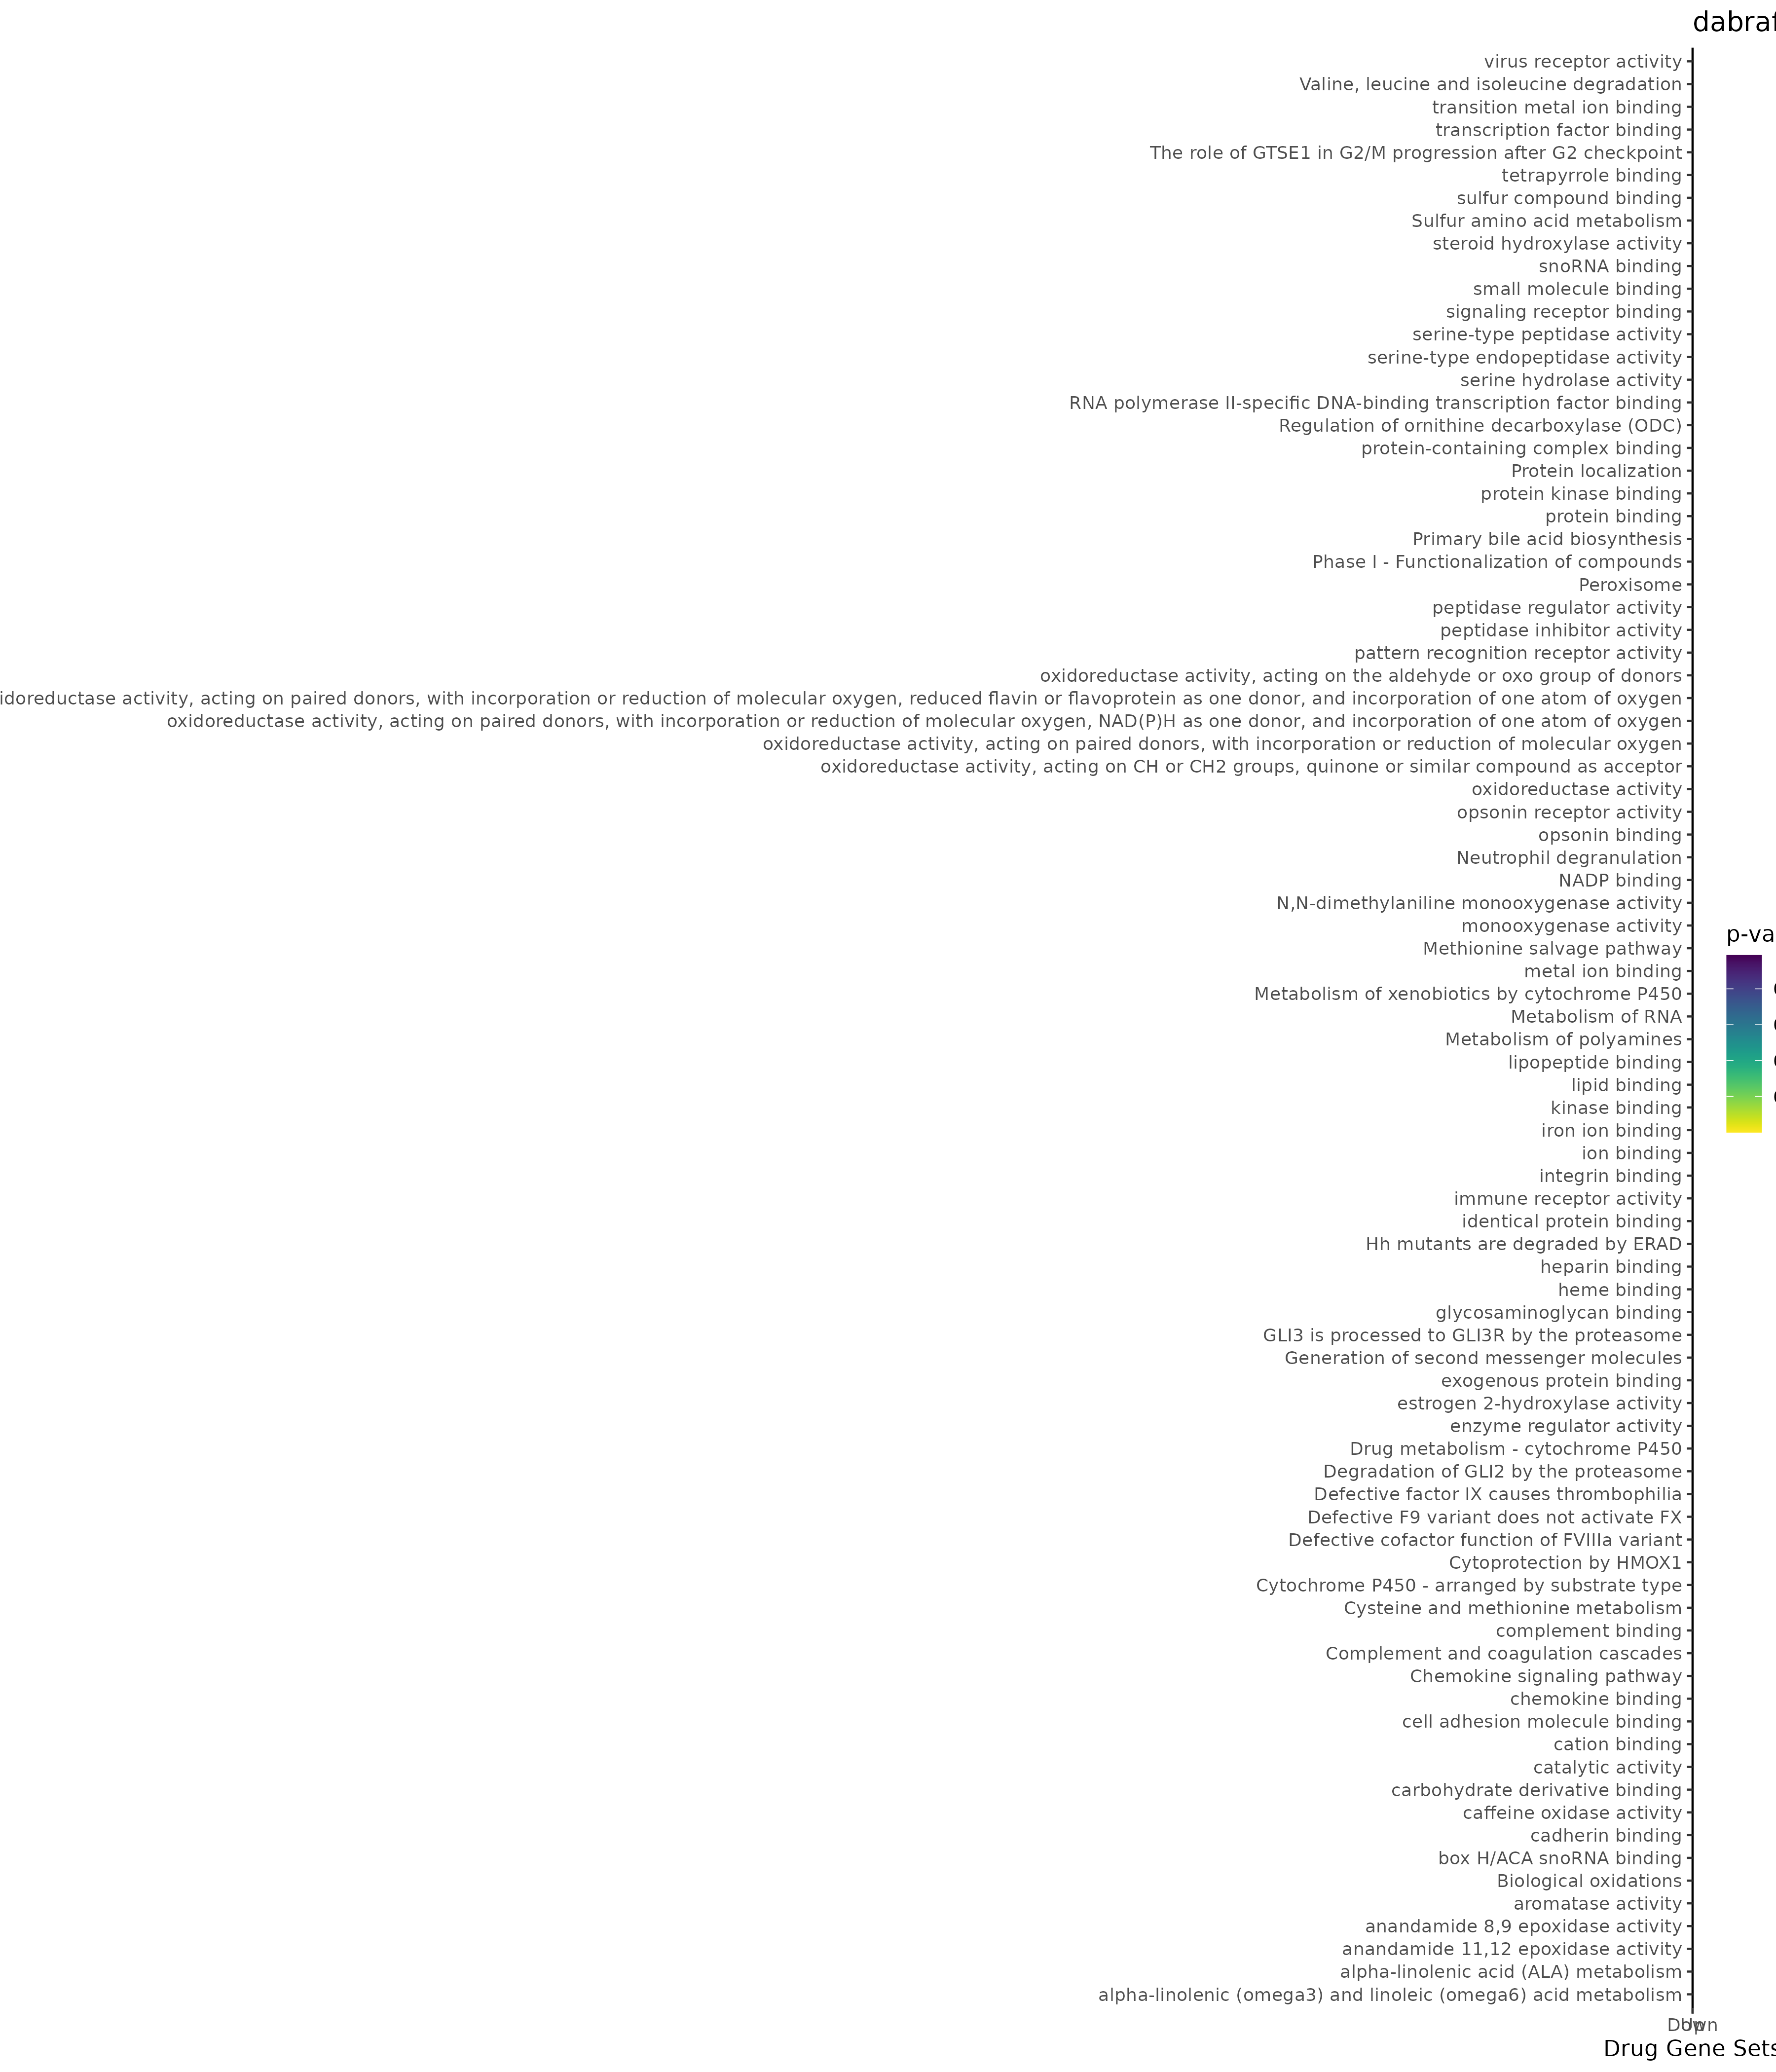 dabraf
virus receptor activity
Valine, leucine and isoleucine degradation
transition metal ion binding
transcription factor binding
The role of GTSE1 in G2/M progression after G2 checkpoint
tetrapyrrole binding
sulfur compound binding
Sulfur amino acid metabolism
steroid hydroxylase activity
snoRNA binding
small molecule binding
signaling receptor binding
serine-type peptidase activity
serine-type endopeptidase activity
serine hydrolase activity
RNA polymerase II-specific DNA-binding transcription factor binding
Regulation of ornithine decarboxylase (ODC)
protein-containing complex binding
Protein localization
protein kinase binding
protein binding
Primary bile acid biosynthesis
Phase I - Functionalization of compounds
Peroxisome
peptidase regulator activity
peptidase inhibitor activity
pattern recognition receptor activity
oxidoreductase activity, acting on the aldehyde or oxo group of donors
idoreductase activity, acting on paired donors, with incorporation or reduction of molecular oxygen, reduced flavin or flavoprotein as one donor, and incorporation of one atom of oxygen
oxidoreductase activity, acting on paired donors, with incorporation or reduction of molecular oxygen, NAD(P)H as one donor, and incorporation of one atom of oxygen
oxidoreductase activity, acting on paired donors, with incorporation or reduction of molecular oxygen
oxidoreductase activity, acting on CH or CH2 groups, quinone or similar compound as acceptor
oxidoreductase activity
opsonin receptor activity
opsonin binding
Neutrophil degranulation
NADP binding
N,N-dimethylaniline monooxygenase activity
monooxygenase activity
Methionine salvage pathway
metal ion binding
Metabolism of xenobiotics by cytochrome P450
Metabolism of RNA
Metabolism of polyamines
lipopeptide binding
lipid binding
kinase binding
iron ion binding
ion binding
integrin binding
immune receptor activity
identical protein binding
Hh mutants are degraded by ERAD
heparin binding
heme binding
glycosaminoglycan binding
GLI3 is processed to GLI3R by the proteasome
Generation of second messenger molecules
exogenous protein binding
estrogen 2-hydroxylase activity
enzyme regulator activity
Drug metabolism - cytochrome P450
Degradation of GLI2 by the proteasome
Defective factor IX causes thrombophilia
Defective F9 variant does not activate FX
Defective cofactor function of FVIIIa variant
Cytoprotection by HMOX1
Cytochrome P450 - arranged by substrate type
Cysteine and methionine metabolism
complement binding
Complement and coagulation cascades
Chemokine signaling pathway
chemokine binding
cell adhesion molecule binding
cation binding
catalytic activity
carbohydrate derivative binding
caffeine oxidase activity
cadherin binding
box H/ACA snoRNA binding
Biological oxidations
aromatase activity
anandamide 8,9 epoxidase activity
anandamide 11,12 epoxidase activity
alpha-linolenic acid (ALA) metabolism
alpha-linolenic (omega3) and linoleic (omega6) acid metabolism
p-va
Down
Up
Drug Gene Sets